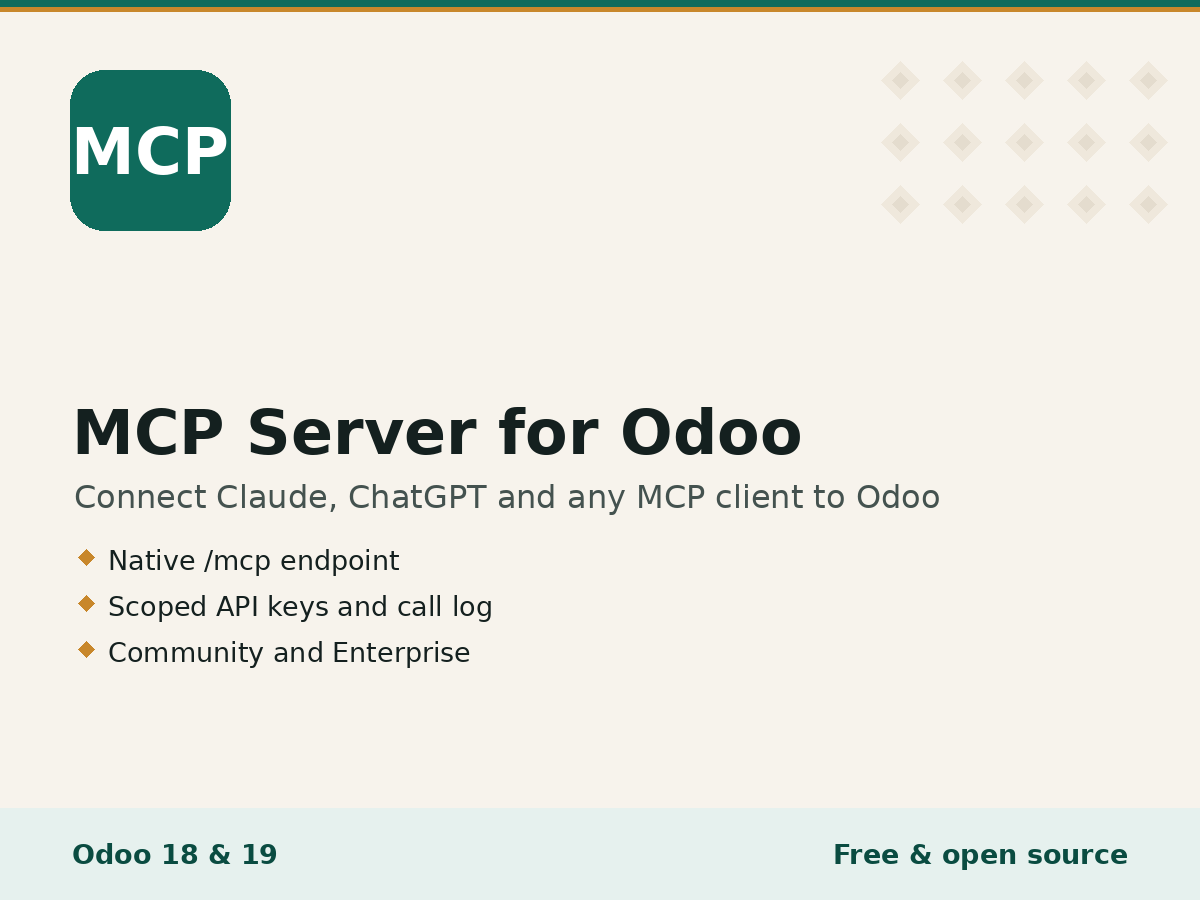 MCP
MCP Server for Odoo
Connect Claude, ChatGPT and any MCP client to Odoo
Native /mcp endpoint
Scoped API keys and call log
Community and Enterprise
Odoo 18 & 19
Free & open source